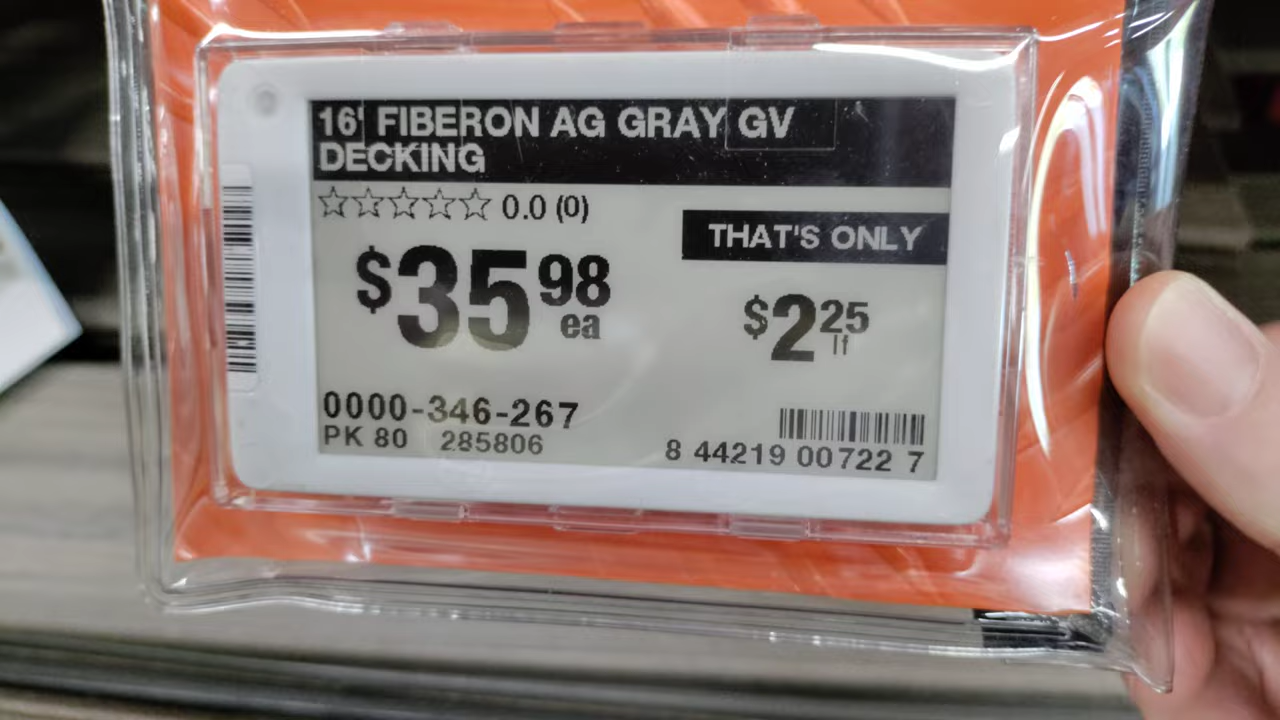 16' FIBERON AG GRAY GV
DECKING
0.0 (0)
THAT'S ONLY
$35 98 ea
$2 25 lf
0000-346-267
PK 80 285806
8 44219 00722 7